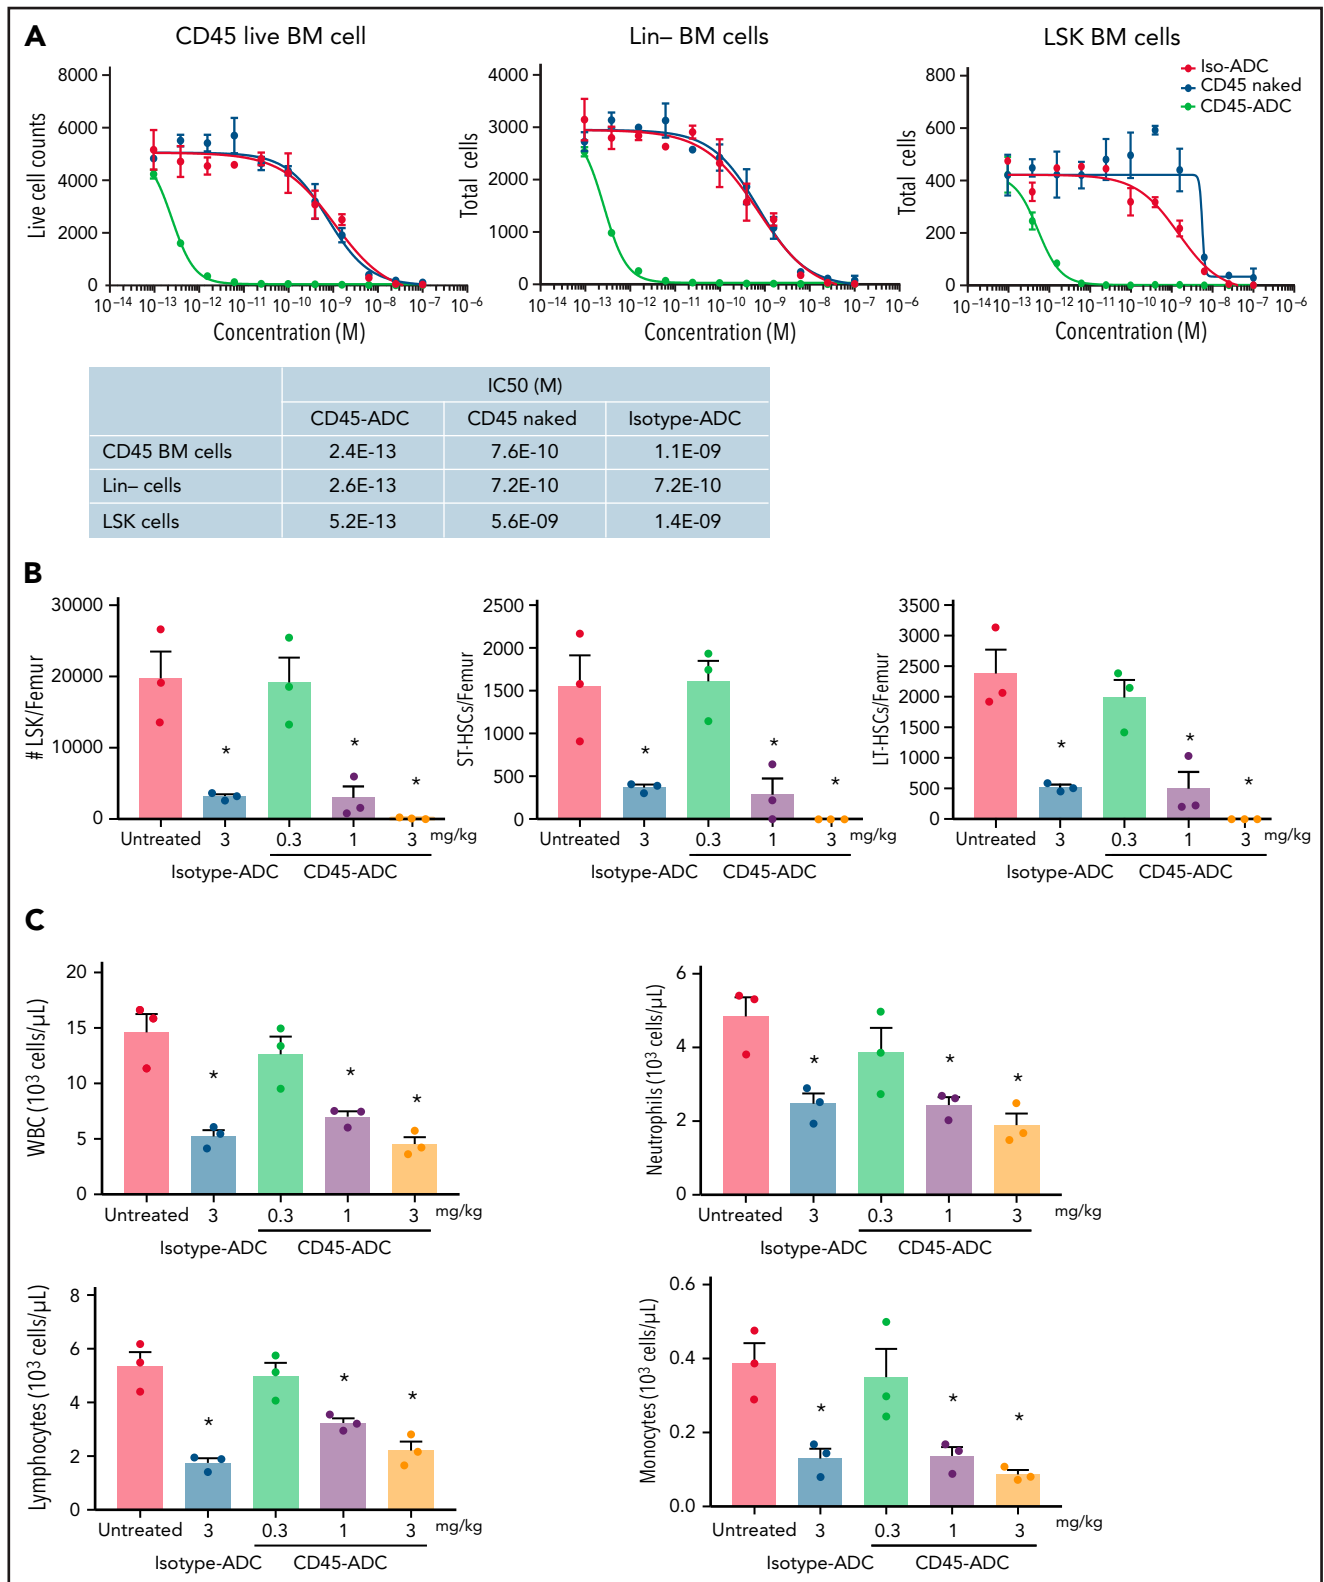 A
CD45 live BM cell
Lin– BM cells
LSK BM cells
Iso-ADC
CD45 naked
CD45-ADC
Live cell counts
8000
6000
4000
2000
0
10−14 10−13 10−12 10−11 10−10 10−9 10−8 10−7 10−6
Concentration (M)
Total cells
4000
3000
2000
1000
0
10−14 10−13 10−12 10−11 10−10 10−9 10−8 10−7 10−6
Concentration (M)
Total cells
800
600
400
200
0
10−14 10−13 10−12 10−11 10−10 10−9 10−8 10−7 10−6
Concentration (M)
IC50 (M)
CD45-ADC CD45 naked Isotype-ADC
CD45 BM cells 2.4E-13 7.6E-10 1.1E-09
Lin– cells 2.6E-13 7.2E-10 7.2E-10
LSK cells 5.2E-13 5.6E-09 1.4E-09
B
# LSK/Femur
30000
20000
10000
0
* * *
Untreated 3 0.3 1 3 mg/kg
Isotype-ADC CD45-ADC
ST-HSCs/Femur
2500
2000
1500
1000
500
0
* * *
Untreated 3 0.3 1 3 mg/kg
Isotype-ADC CD45-ADC
LT-HSCs/Femur
3500
3000
2500
2000
1500
1000
500
0
* * *
Untreated 3 0.3 1 3 mg/kg
Isotype-ADC CD45-ADC
C
WBC (10³ cells/µL)
20
15
10
5
0
* * *
Untreated 3 0.3 1 3 mg/kg
Isotype-ADC CD45-ADC
Neutrophils (10³ cells/µL)
6
4
2
0
* * *
Untreated 3 0.3 1 3 mg/kg
Isotype-ADC CD45-ADC
Lymphocytes (10³ cells/µL)
8
6
4
2
0
* * *
Untreated 3 0.3 1 3 mg/kg
Isotype-ADC CD45-ADC
Monocytes (10³ cells/µL)
0.6
0.4
0.2
0.0
* * *
Untreated 3 0.3 1 3 mg/kg
Isotype-ADC CD45-ADC